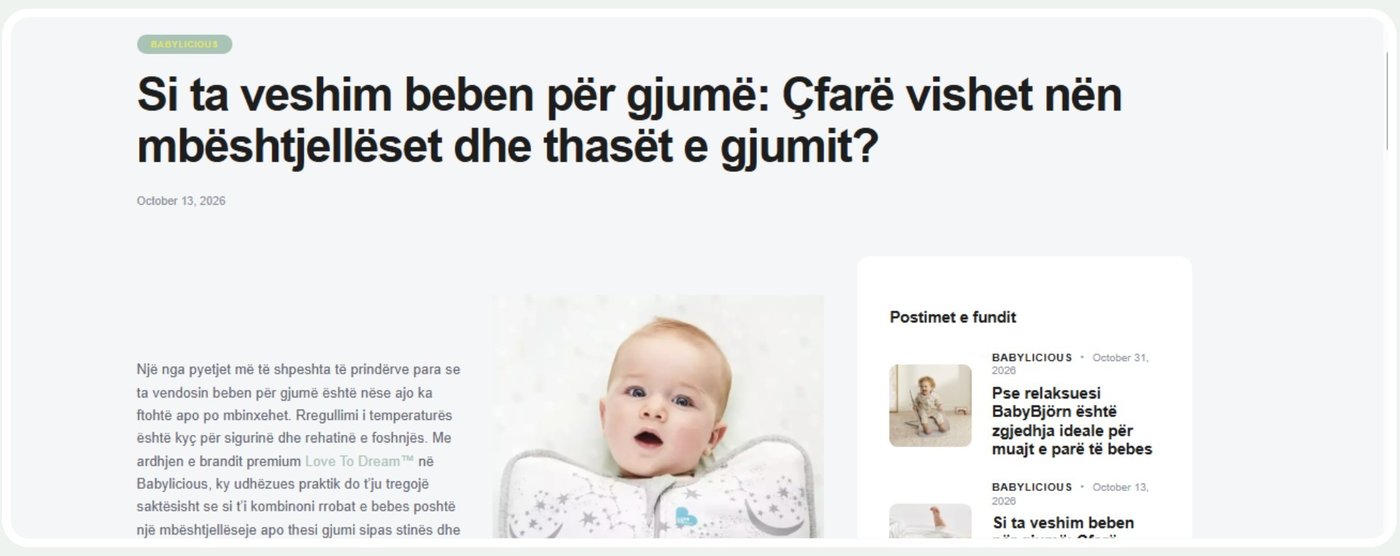 BABYLICIOUS
Si ta veshim beben për gjumë: Çfarë vishet nën
mbështjellëset dhe thasët e gjumit?
October 13, 2026
Një nga pyetjet më të shpeshta të prindërve para se
ta vendosin beben për gjumë është nëse ajo ka
ftohtë apo po mbinxehet. Rregullimi i temperaturës
është kyç për sigurinë dhe rehatinë e foshnjës. Me
ardhjen e brandit premium Love To Dream™ në
Babylicious, ky udhëzues praktik do t'ju tregojë
saktësisht se si t'i kombinoni rrobat e bebes poshtë
një mbështjellëseje apo thesi gjumi sipas stinës dhe
Postimet e fundit
BABYLICIOUS • October 31,
2026
Pse relaksuesi
BabyBjörn është
zgjedhja ideale për
muajt e parë të bebes
BABYLICIOUS • October 13,
2026
Si ta veshim beben
për gjumë: Çfarë